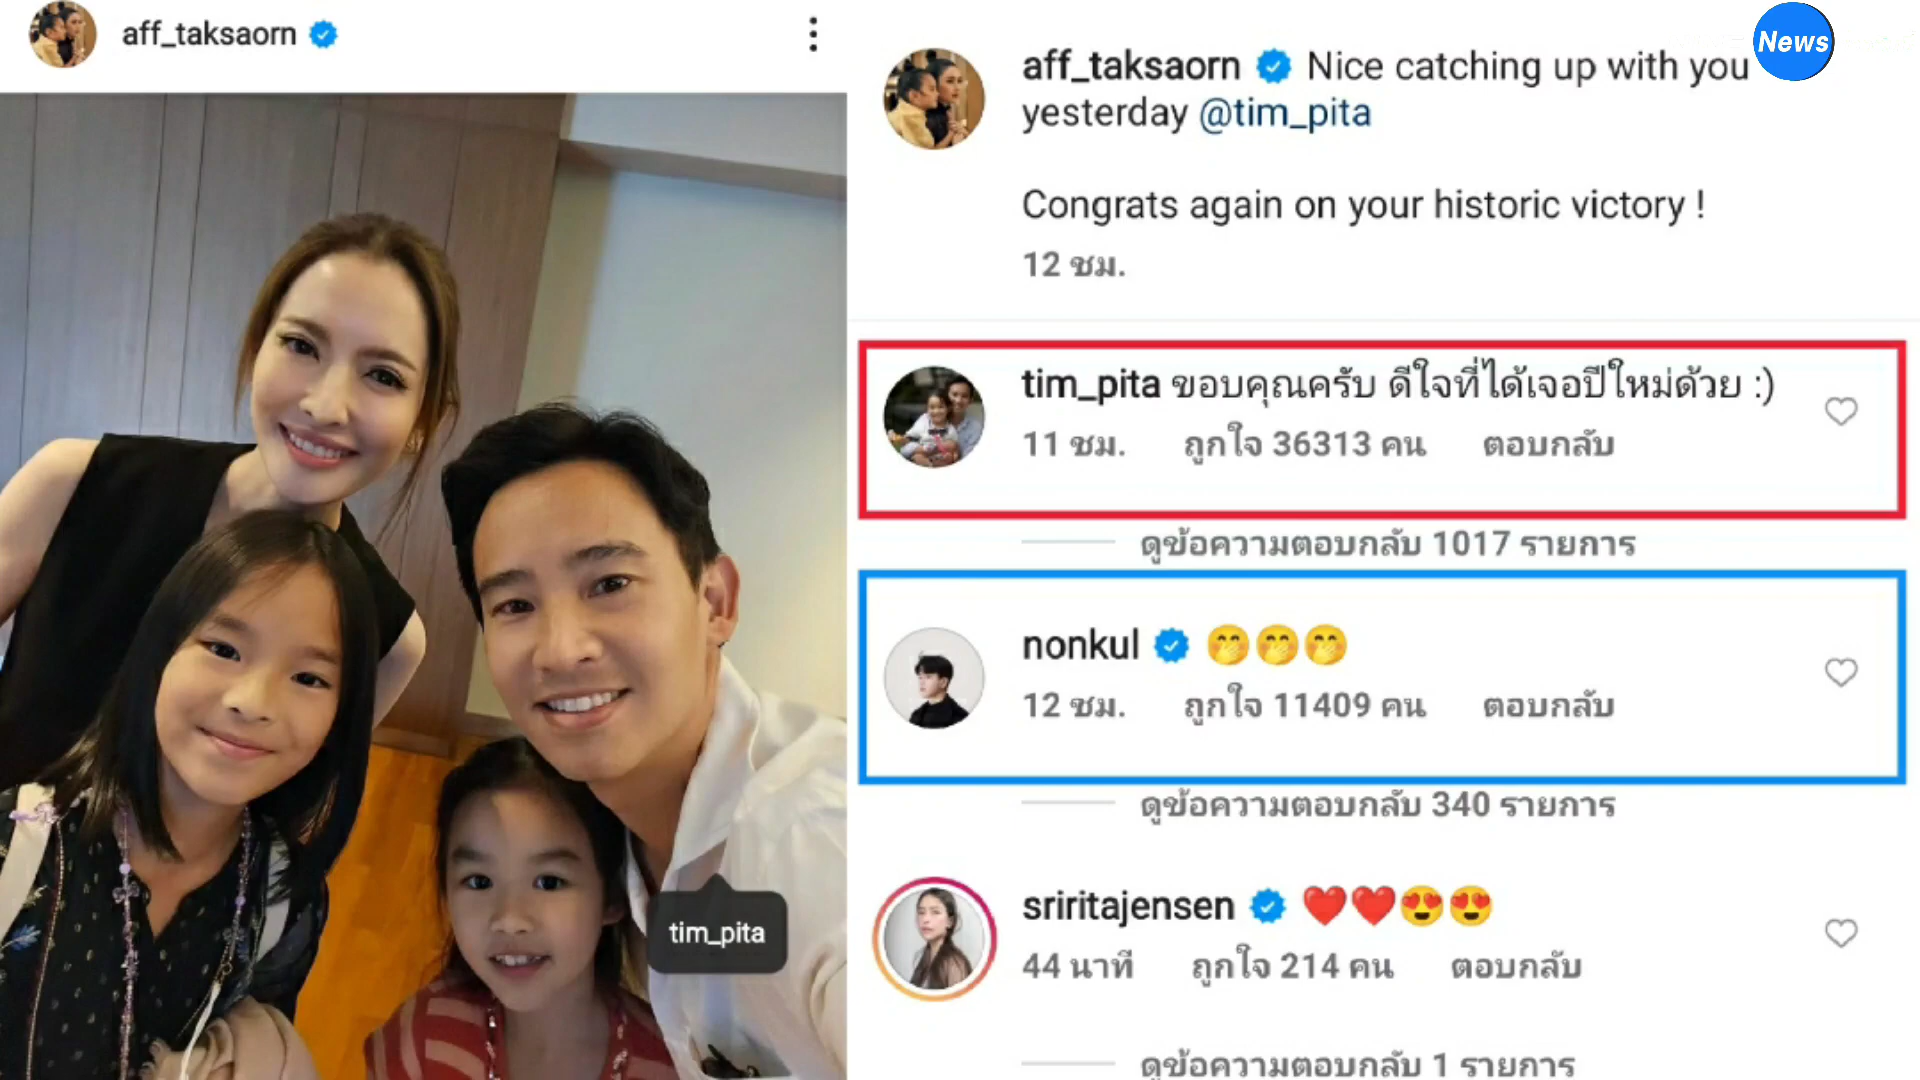 aff_taksaorn
tim_pita
News
aff_taksaorn Nice catching up with you
yesterday @tim_pita
Congrats again on your historic victory !
12 ชม.
tim_pita ขอบคุณครับ ดีใจที่ได้เจอปีใหม่ด้วย :)
11 ชม. ถูกใจ 36313 คน ตอบกลับ
ดูข้อความตอบกลับ 1017 รายการ
nonkul 🤭🤭🤭
12 ชม. ถูกใจ 11409 คน ตอบกลับ
ดูข้อความตอบกลับ 340 รายการ
sriritajensen ❤️❤️😍😍
44 นาที ถูกใจ 214 คน ตอบกลับ
ดูข้อความตอบกลับ 1 รายการ